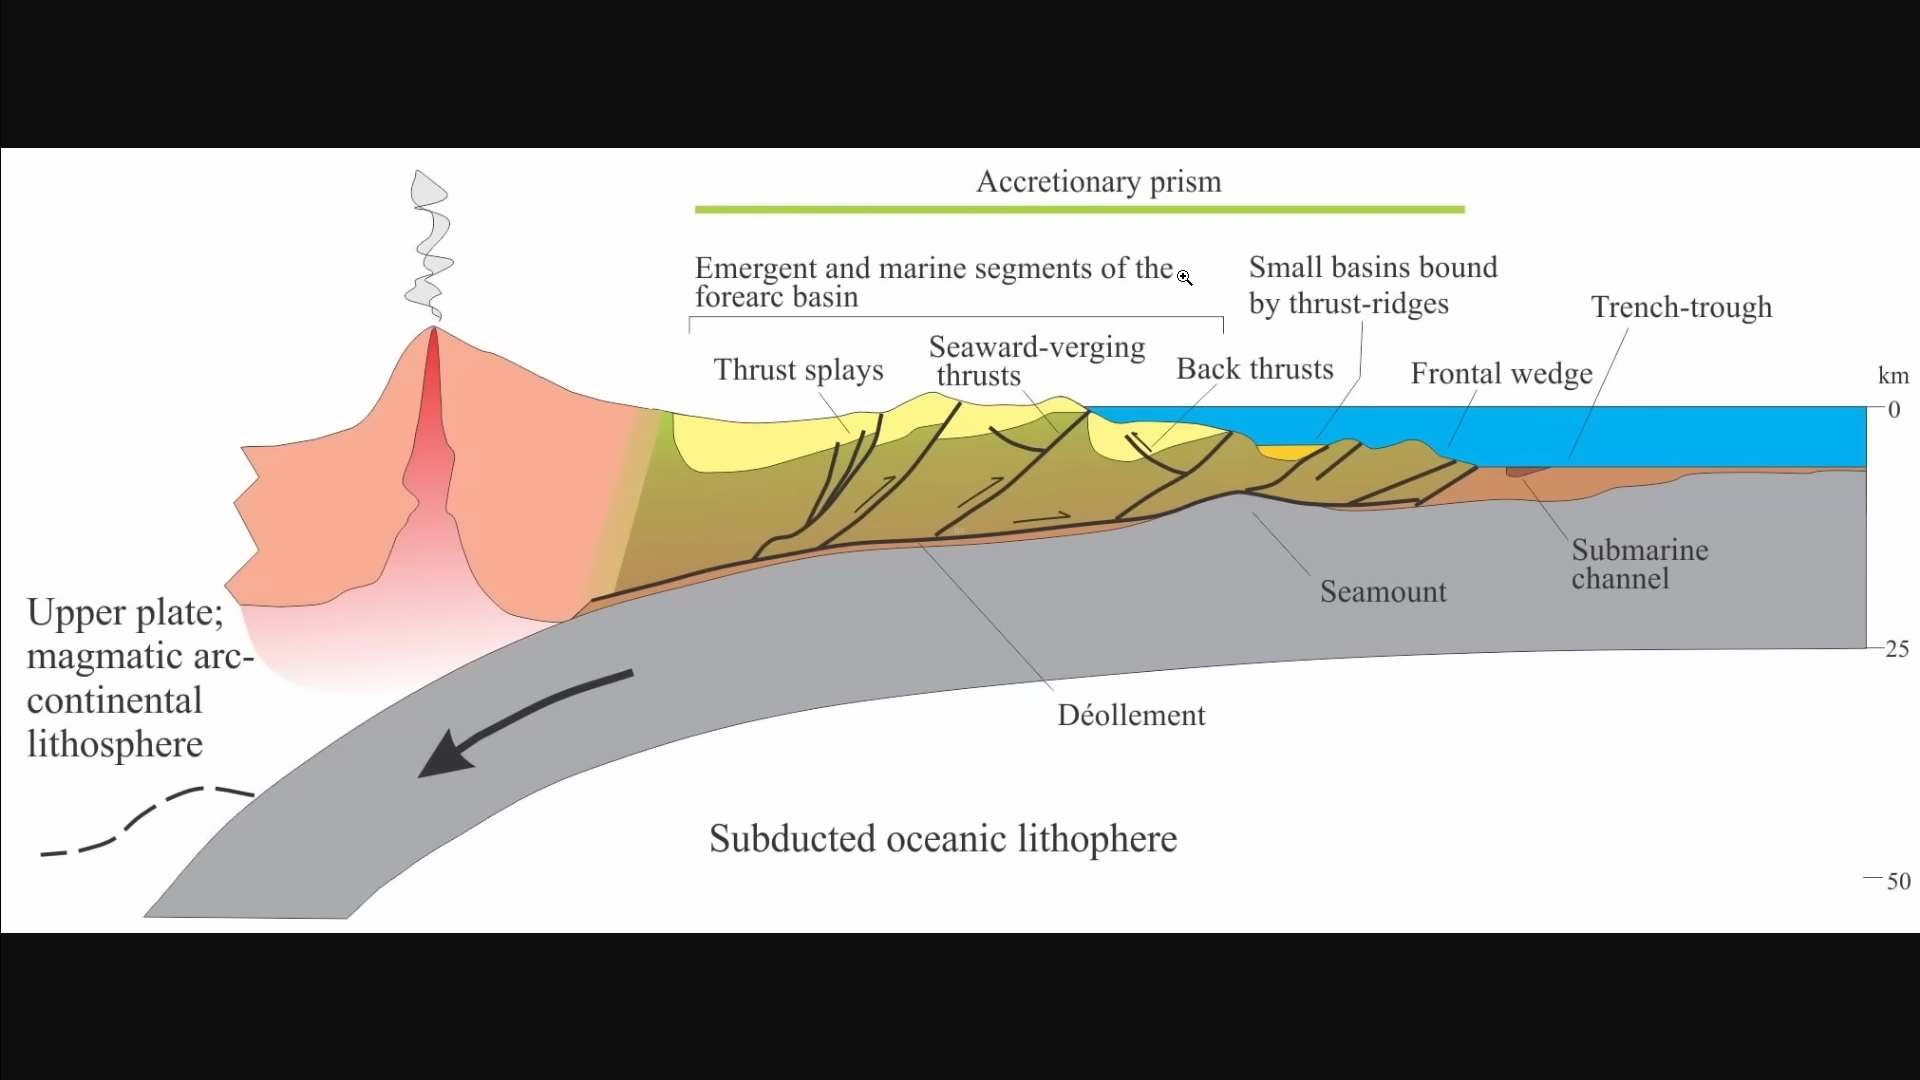 Accretionary prism
Emergent and marine segments of the
forearc basin
Small basins bound
by thrust-ridges
Trench-trough
Thrust splays
Seaward-verging
thrusts
Back thrusts
Frontal wedge
km
0
Submarine
channel
Seamount
Upper plate;
magmatic arc-
continental
lithosphere
25
Déollement
Subducted oceanic lithophere
50